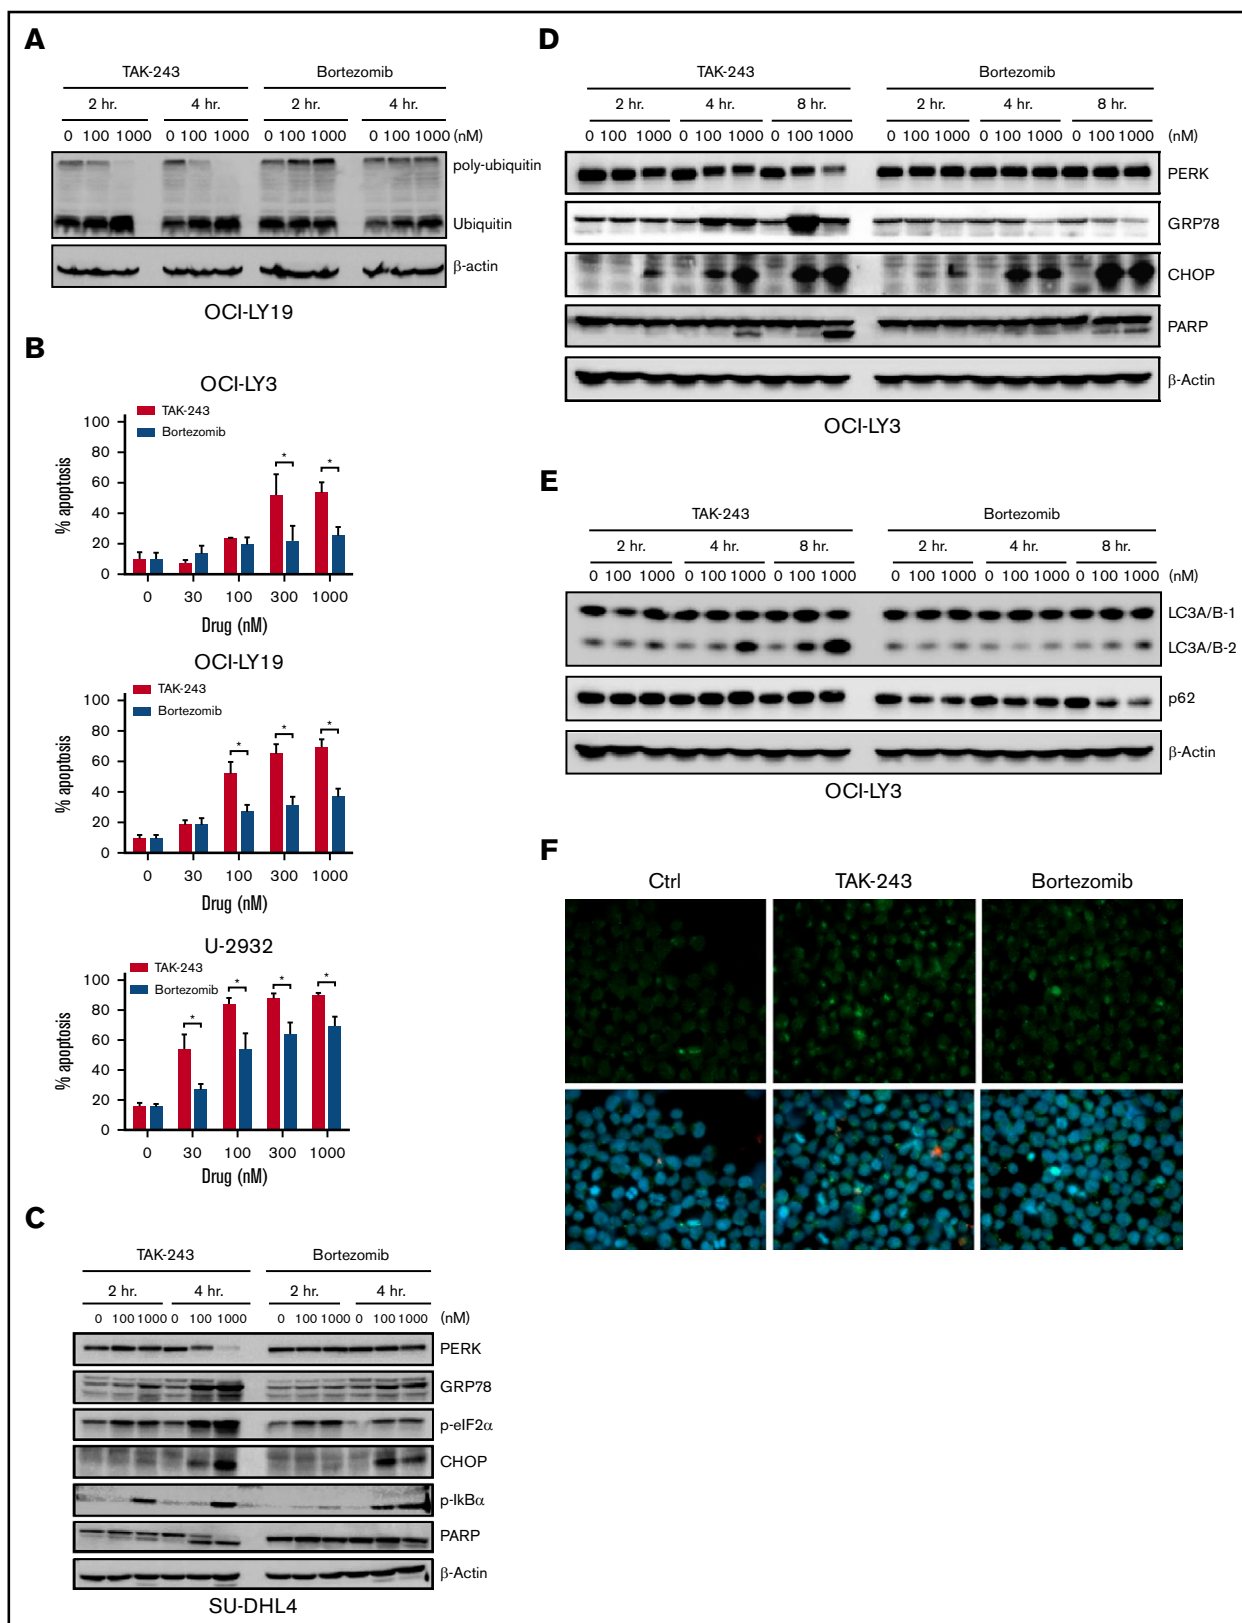 A
TAK-243 Bortezomib
2 hr. 4 hr. 2 hr. 4 hr.
0 100 1000 0 100 1000 0 100 1000 0 100 1000 (nM)
poly-ubiquitin
Ubiquitin
β-actin
OCI-LY19
B
OCI-LY3
TAK-243
Bortezomib
% apoptosis
100
80
60
40
20
0
* *
0 30 100 300 1000
Drug (nM)
OCI-LY19
TAK-243
Bortezomib
% apoptosis
100
80
60
40
20
0
* * *
0 30 100 300 1000
Drug (nM)
U-2932
TAK-243
Bortezomib
% apoptosis
100
80
60
40
20
0
* * * *
0 30 100 300 1000
Drug (nM)
C
TAK-243 Bortezomib
2 hr. 4 hr. 2 hr. 4 hr.
0 100 1000 0 100 1000 0 100 1000 0 100 1000 (nM)
PERK
GRP78
p-eIF2α
CHOP
p-IkBα
PARP
β-Actin
SU-DHL4
D
TAK-243 Bortezomib
2 hr. 4 hr. 8 hr. 2 hr. 4 hr. 8 hr.
0 100 1000 0 100 1000 0 100 1000 0 100 1000 0 100 1000 0 100 1000 (nM)
PERK
GRP78
CHOP
PARP
β-Actin
OCI-LY3
E
TAK-243 Bortezomib
2 hr. 4 hr. 8 hr. 2 hr. 4 hr. 8 hr.
0 100 1000 0 100 1000 0 100 1000 0 100 1000 0 100 1000 0 100 1000 (nM)
LC3A/B-1
LC3A/B-2
p62
β-Actin
OCI-LY3
F
Ctrl TAK-243 Bortezomib